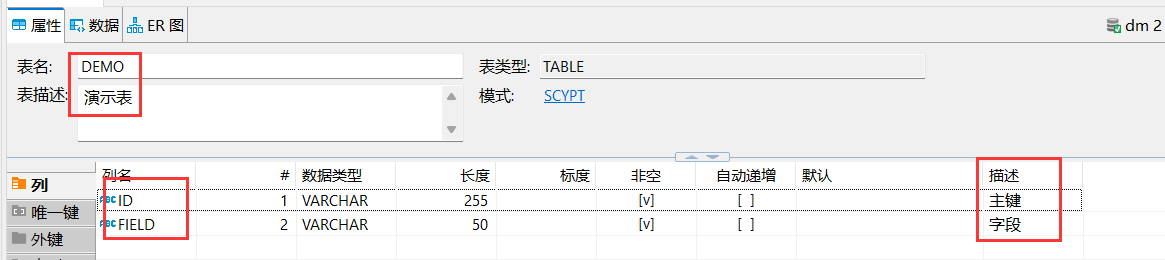 属性 数据 ER 图 dm 2
表名: DEMO 表类型: TABLE
表描述: 演示表 模式: SCYPT
列 列名 # 数据类型 长度 标度 非空 自动递增 默认 描述
ABC ID 1 VARCHAR 255 [v] [ ] 主键
唯一键
ABC FIELD 2 VARCHAR 50 [v] [ ] 字段
外键